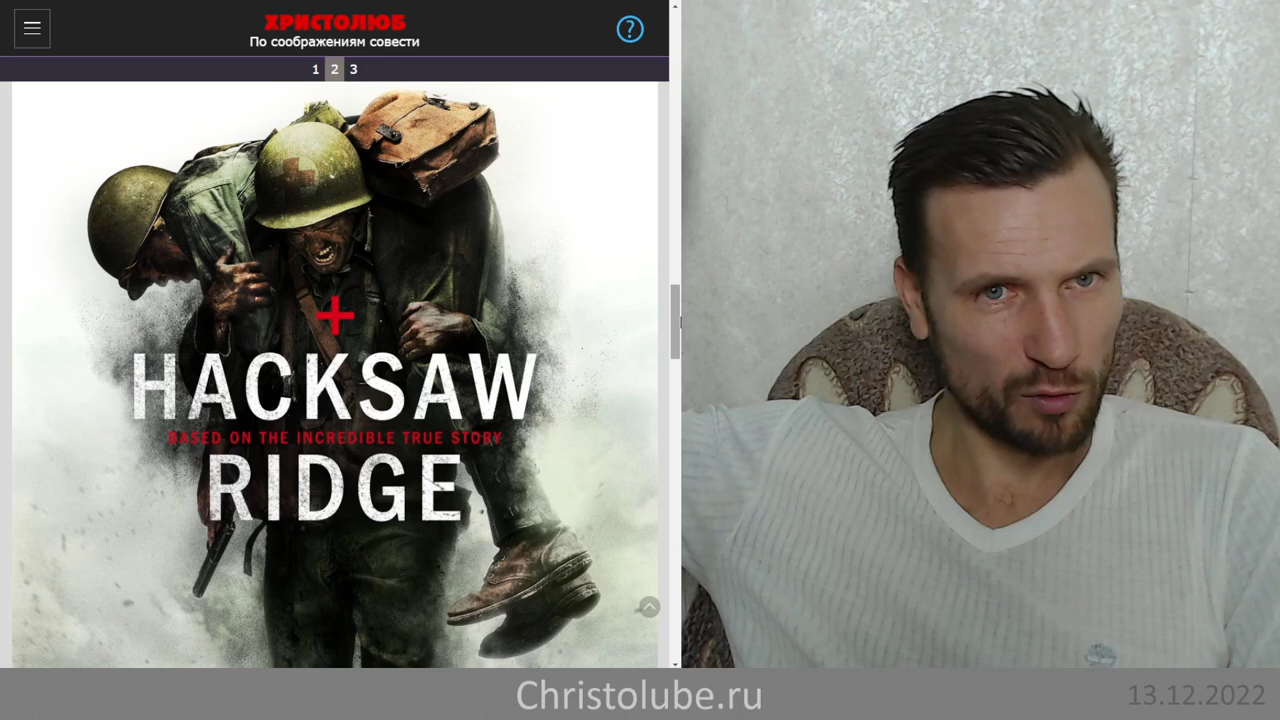 ХРИСТОЛЮБ
По соображениям совести
?
1 2 3
HACKSAW
BASED ON THE INCREDIBLE TRUE STORY
RIDGE
Christolube.ru
13.12.2022